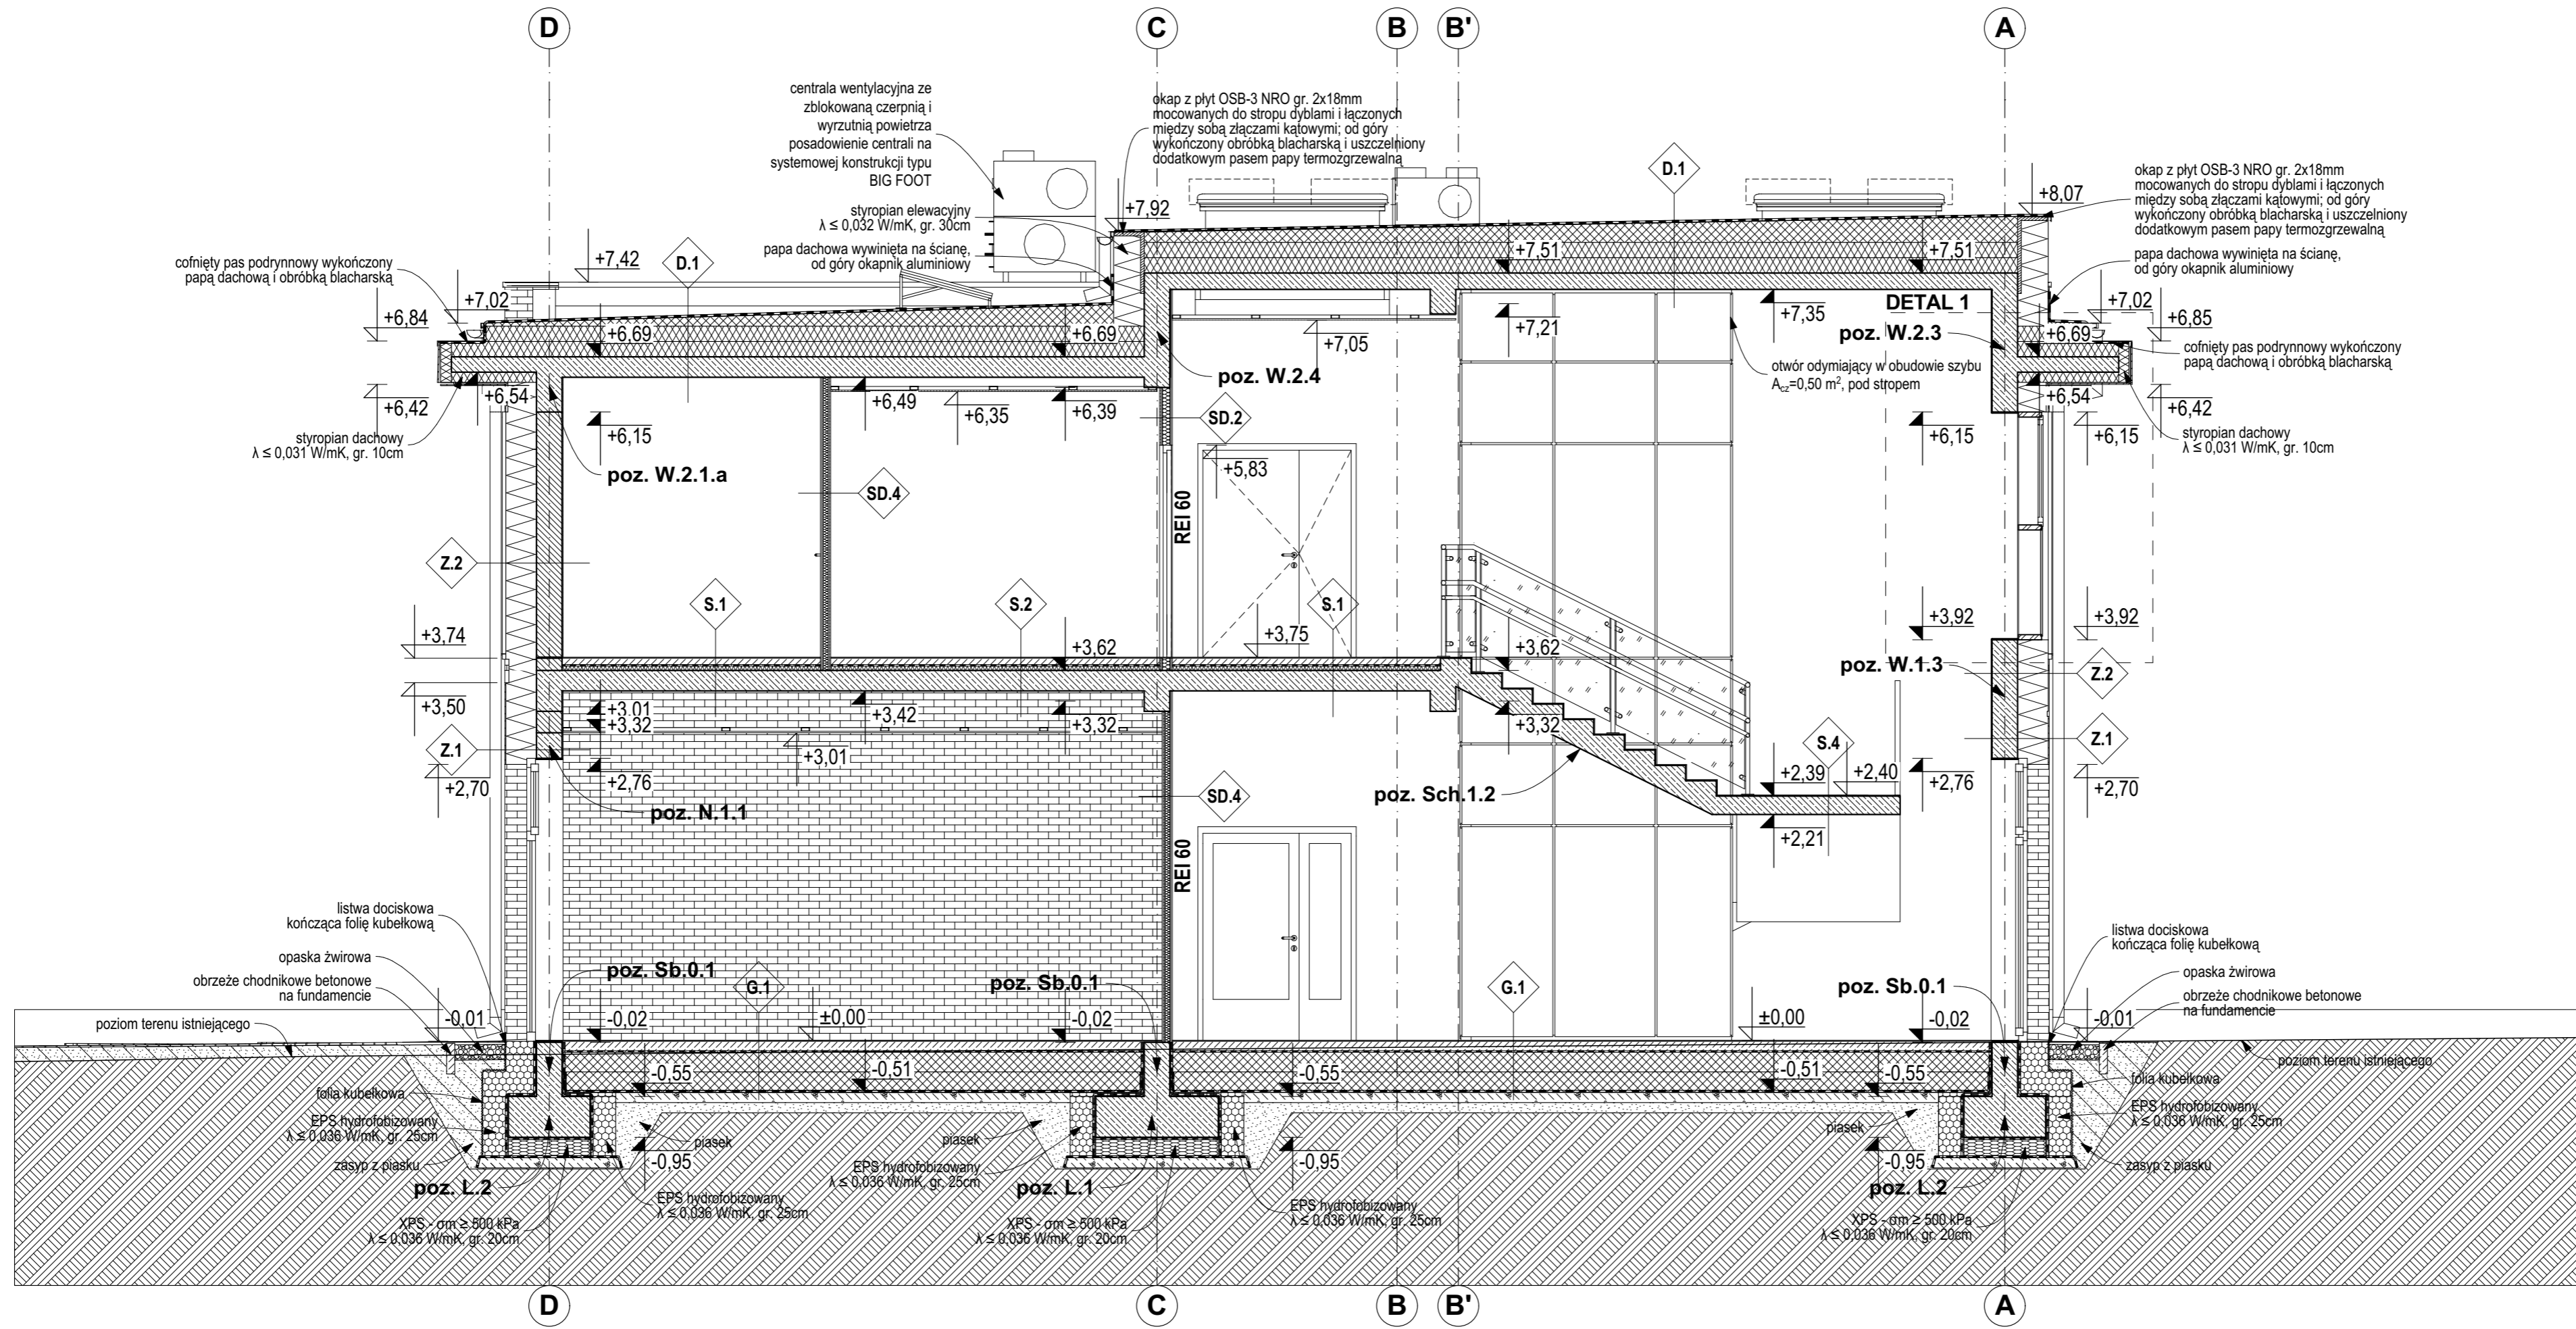 D
C
B
B'
A
centrala wentylacyjna ze
zblokowaną czerpnią i
wyrzutnią powietrza
posadowienie centrali na
systemowej konstrukcji typu
BIG FOOT
okap z płyt OSB-3 NRO gr. 2x18mm
mocowanych do stropu dyblami i łączonych
między sobą złączami kątowymi; od góry
wykończony obróbką blacharską i uszczelniony
dodatkowym pasem papy termozgrzewalną
styropian elewacyjny
λ ≤ 0,032 W/mK, gr. 30cm
papa dachowa wywinięta na ścianę,
od góry okapnik aluminiowy
+7,92
D.1
okap z płyt OSB-3 NRO gr. 2x18mm
mocowanych do stropu dyblami i łączonych
między sobą złączami kątowymi; od góry
wykończony obróbką blacharską i uszczelniony
dodatkowym pasem papy termozgrzewalną
+8,07
papa dachowa wywinięta na ścianę,
od góry okapnik aluminiowy
cofnięty pas podrynnowy wykończony
papą dachową i obróbką blacharską
+7,42
D.1
+7,51
+7,51
+7,02
+6,84
+6,69
+6,69
+7,21
+7,05
+7,35
DETAL 1
poz. W.2.3
+7,02
+6,85
+6,69
cofnięty pas podrynnowy wykończony
papą dachową i obróbką blacharską
otwór odymiający w obudowie szybu
Acz=0,50 m², pod stropem
poz. W.2.4
+6,42
+6,54
+6,49
+6,35
+6,39
+6,54
+6,42
SD.2
+6,15
+6,15
+6,15
styropian dachowy
λ ≤ 0,031 W/mK, gr. 10cm
styropian dachowy
λ ≤ 0,031 W/mK, gr. 10cm
poz. W.2.1.a
+5,83
SD.4
REI 60
Z.2
S.1
S.2
S.1
+3,74
+3,62
+3,75
+3,62
+3,92
+3,92
poz. W.1.3
Z.2
+3,50
+3,01
+3,32
+3,42
+3,32
+3,32
Z.1
+3,01
S.4
Z.1
+2,70
+2,76
+2,39
+2,40
+2,76
+2,70
poz. N.1.1
SD.4
poz. Sch.1.2
+2,21
REI 60
listwa dociskowa
kończąca folię kubełkową
listwa dociskowa
kończąca folię kubełkową
opaska żwirowa
obrzeże chodnikowe betonowe
na fundamencie
poz. Sb.0.1
G.1
poz. Sb.0.1
G.1
poz. Sb.0.1
opaska żwirowa
obrzeże chodnikowe betonowe
na fundamencie
poziom terenu istniejącego
-0,01
-0,02
±0,00
-0,02
±0,00
-0,02
-0,01
poziom terenu istniejącego
-0,55
-0,51
-0,55
-0,51
-0,55
folia kubełkowa
folia kubełkowa
EPS hydrofobizowany
λ ≤ 0,036 W/mK, gr. 25cm
piasek
piasek
piasek
EPS hydrofobizowany
λ ≤ 0,036 W/mK, gr. 25cm
zasyp z piasku
-0,95
EPS hydrofobizowany
λ ≤ 0,036 W/mK, gr. 25cm
-0,95
-0,95
zasyp z piasku
poz. L.2
poz. L.1
poz. L.2
EPS hydrofobizowany
λ ≤ 0,036 W/mK, gr. 25cm
EPS hydrofobizowany
λ ≤ 0,036 W/mK, gr. 25cm
XPS - σm ≥ 500 kPa
λ ≤ 0,036 W/mK, gr. 20cm
XPS - σm ≥ 500 kPa
λ ≤ 0,036 W/mK, gr. 20cm
XPS - σm ≥ 500 kPa
λ ≤ 0,036 W/mK, gr. 20cm
D
C
B
B'
A